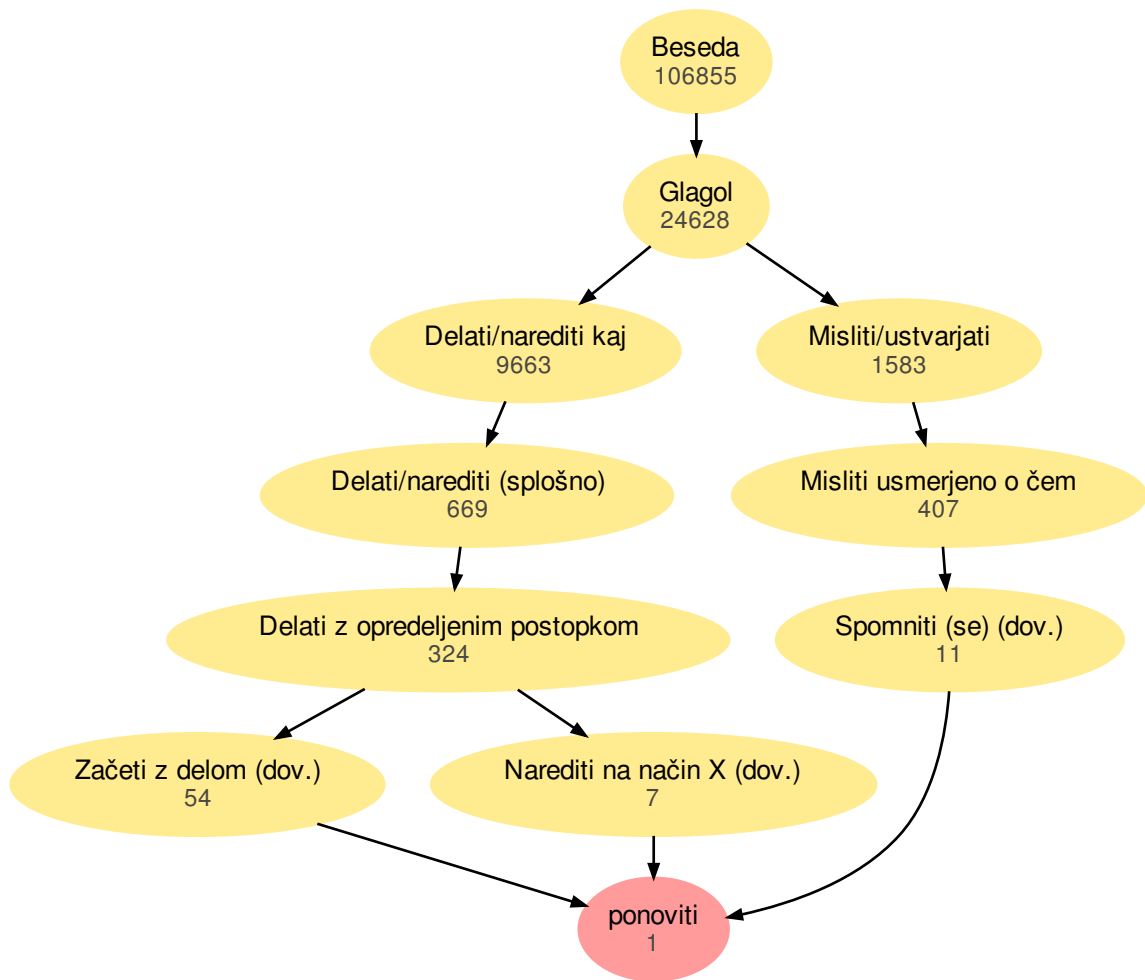 Beseda
106855
Glagol
24628
Delati/narediti kaj
9663
Misliti/ustvarjati
1583
Delati/narediti (splošno)
669
Misliti usmerjeno o čem
407
Delati z opredeljenim postopkom
324
Spomniti (se) (dov.)
11
Začeti z delom (dov.)
54
Narediti na način X (dov.)
7
ponoviti
1